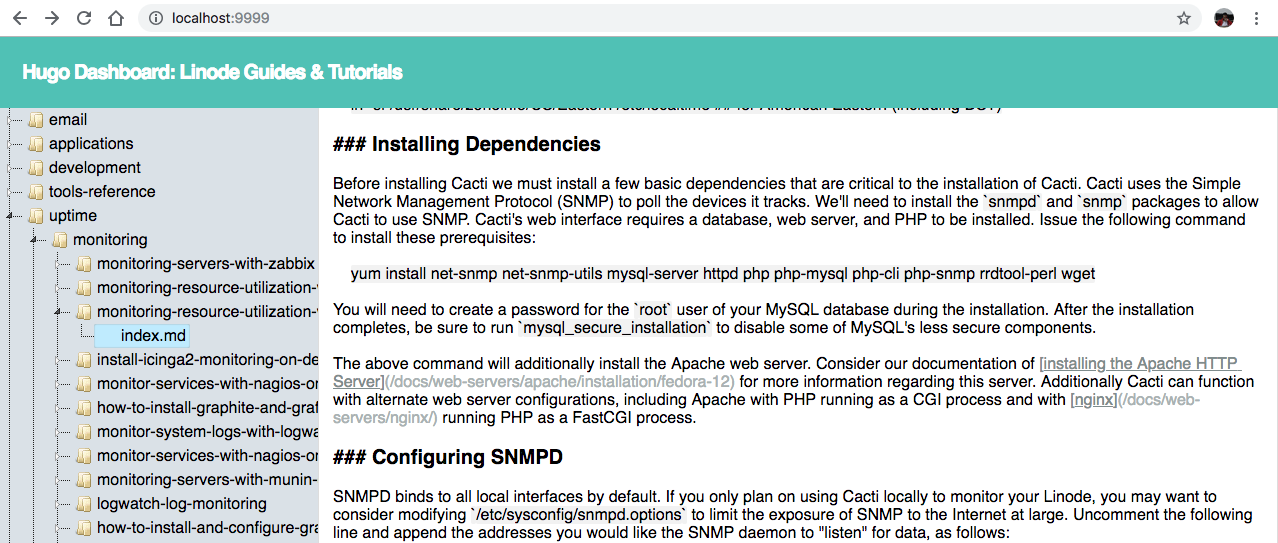 localhost:9999
Hugo Dashboard: Linode Guides & Tutorials
email
applications
development
tools-reference
uptime
monitoring
monitoring-servers-with-zabbix
monitoring-resource-utilization-
monitoring-resource-utilization-
index.md
install-icinga2-monitoring-on-de
monitor-services-with-nagios-on
how-to-install-graphite-and-graf
monitor-system-logs-with-logwa
monitor-services-with-nagios-on
monitoring-servers-with-munin-
logwatch-log-monitoring
how-to-install-and-configure-gra
### Installing Dependencies
Before installing Cacti we must install a few basic dependencies that are critical to the installation of Cacti. Cacti uses the Simple
Network Management Protocol (SNMP) to poll the devices it tracks. We'll need to install the `snmpd` and `snmp` packages to allow
Cacti to use SNMP. Cacti's web interface requires a database, web server, and PHP to be installed. Issue the following command
to install these prerequisites:
yum install net-snmp net-snmp-utils mysql-server httpd php php-mysql php-cli php-snmp rrdtool-perl wget
You will need to create a password for the `root` user of your MySQL database during the installation. After the installation
completes, be sure to run `mysql_secure_installation` to disable some of MySQL's less secure components.
The above command will additionally install the Apache web server. Consider our documentation of [installing the Apache HTTP
Server](/docs/web-servers/apache/installation/fedora-12) for more information regarding this server. Additionally Cacti can function
with alternate web server configurations, including Apache with PHP running as a CGI process and with [nginx](/docs/web-
servers/nginx/) running PHP as a FastCGI process.
### Configuring SNMPD
SNMPD binds to all local interfaces by default. If you only plan on using Cacti locally to monitor your Linode, you may want to
consider modifying `/etc/sysconfig/snmpd.options` to limit the exposure of SNMP to the Internet at large. Uncomment the following
line and append the addresses you would like the SNMP daemon to "listen" for data, as follows: